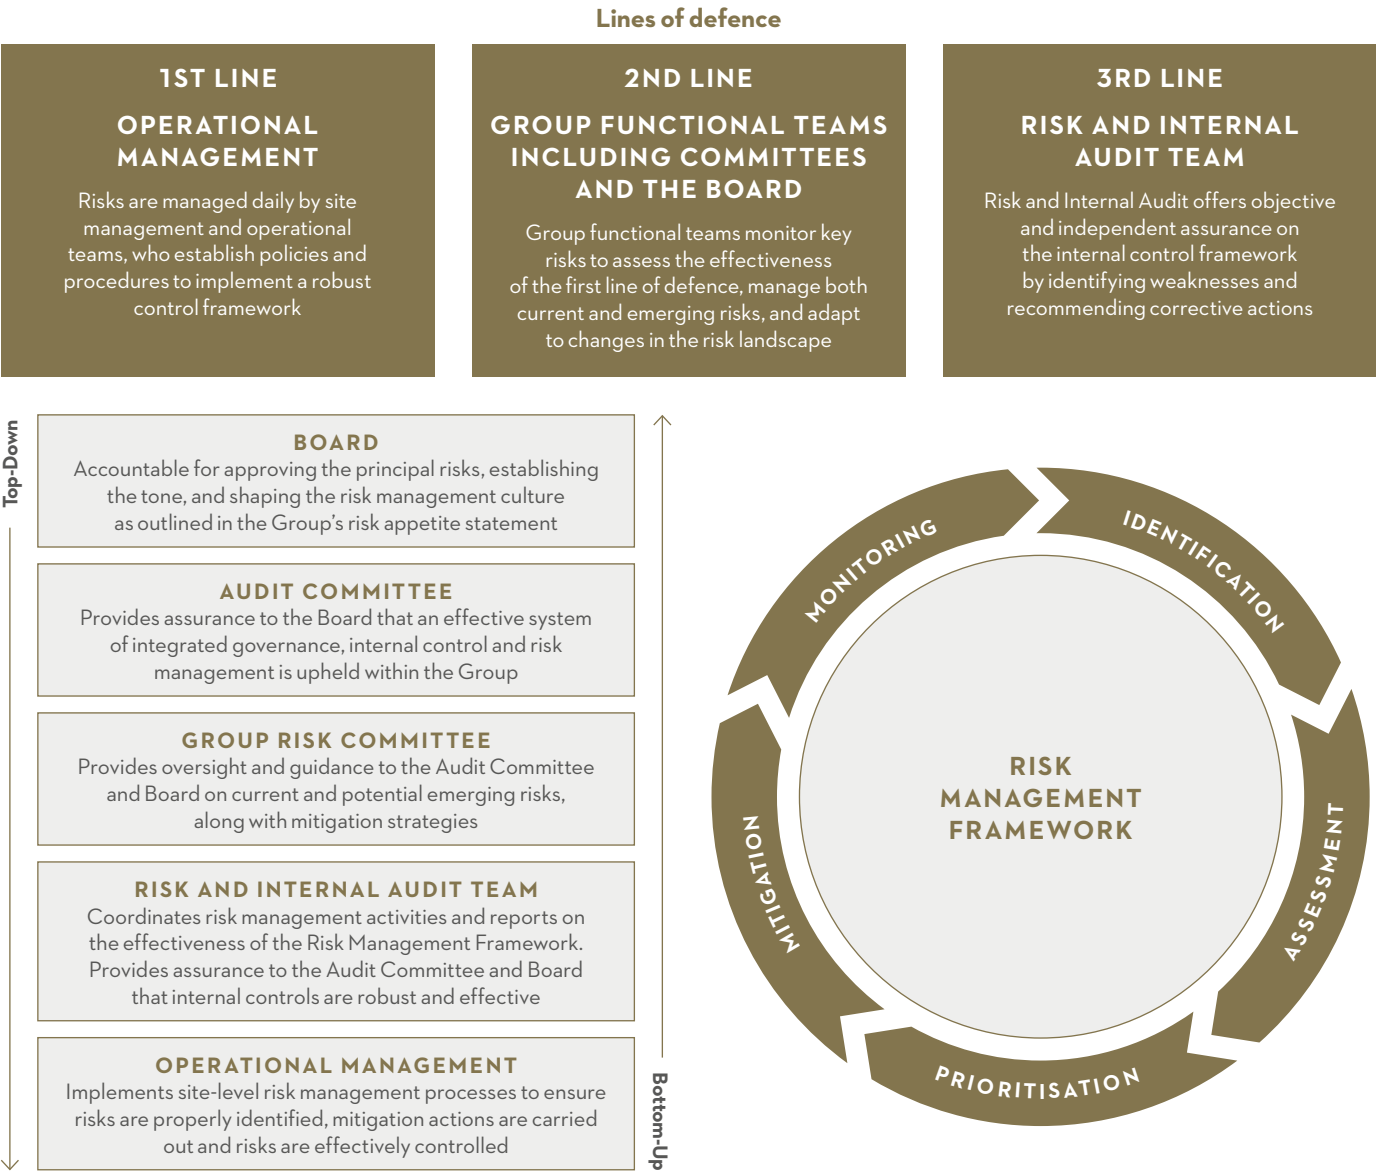 Lines of defence
1ST LINE
OPERATIONAL
MANAGEMENT
Risks are managed daily by site
management and operational
teams, who establish policies and
procedures to implement a robust
control framework
2ND LINE
GROUP FUNCTIONAL TEAMS
INCLUDING COMMITTEES
AND THE BOARD
Group functional teams monitor key
risks to assess the effectiveness
of the first line of defence, manage both
current and emerging risks, and adapt
to changes in the risk landscape
3RD LINE
RISK AND INTERNAL
AUDIT TEAM
Risk and Internal Audit offers objective
and independent assurance on
the internal control framework
by identifying weaknesses and
recommending corrective actions
Top-Down
BOARD
Accountable for approving the principal risks, establishing
the tone, and shaping the risk management culture
as outlined in the Group's risk appetite statement
AUDIT COMMITTEE
Provides assurance to the Board that an effective system
of integrated governance, internal control and risk
management is upheld within the Group
GROUP RISK COMMITTEE
Provides oversight and guidance to the Audit Committee
and Board on current and potential emerging risks,
along with mitigation strategies
RISK AND INTERNAL AUDIT TEAM
Coordinates risk management activities and reports on
the effectiveness of the Risk Management Framework.
Provides assurance to the Audit Committee and Board
that internal controls are robust and effective
OPERATIONAL MANAGEMENT
Implements site-level risk management processes to ensure
risks are properly identified, mitigation actions are carried
out and risks are effectively controlled
Bottom-Up
IDENTIFICATION
ASSESSMENT
PRIORITISATION
MITIGATION
MONITORING
RISK
MANAGEMENT
FRAMEWORK